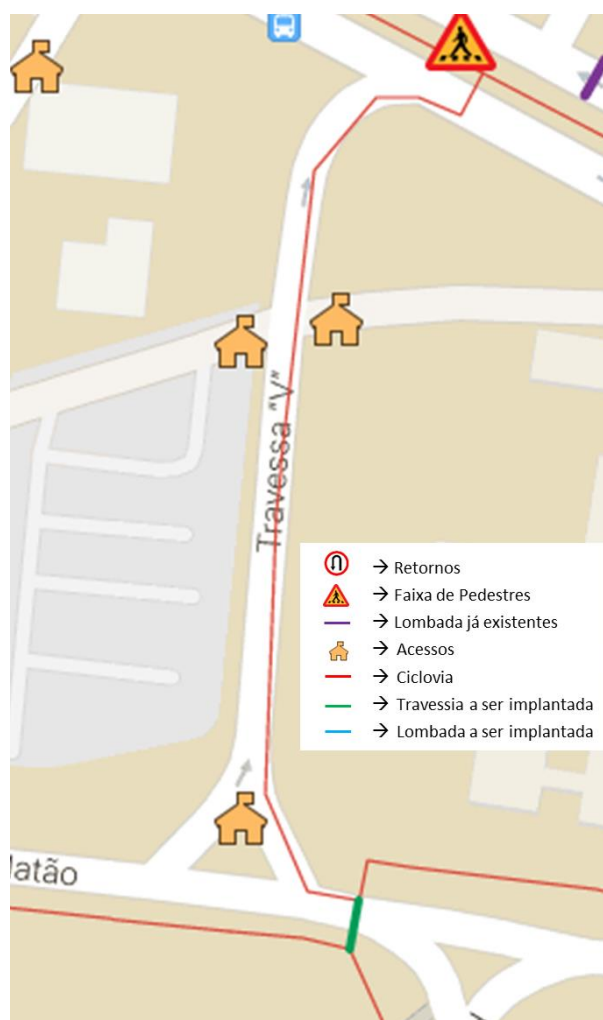 Travessa "V"
→ Retornos
→ Faixa de Pedestres
→ Lombada já existentes
→ Acessos
→ Ciclovia
→ Travessia a ser implantada
→ Lombada a ser implantada
latão